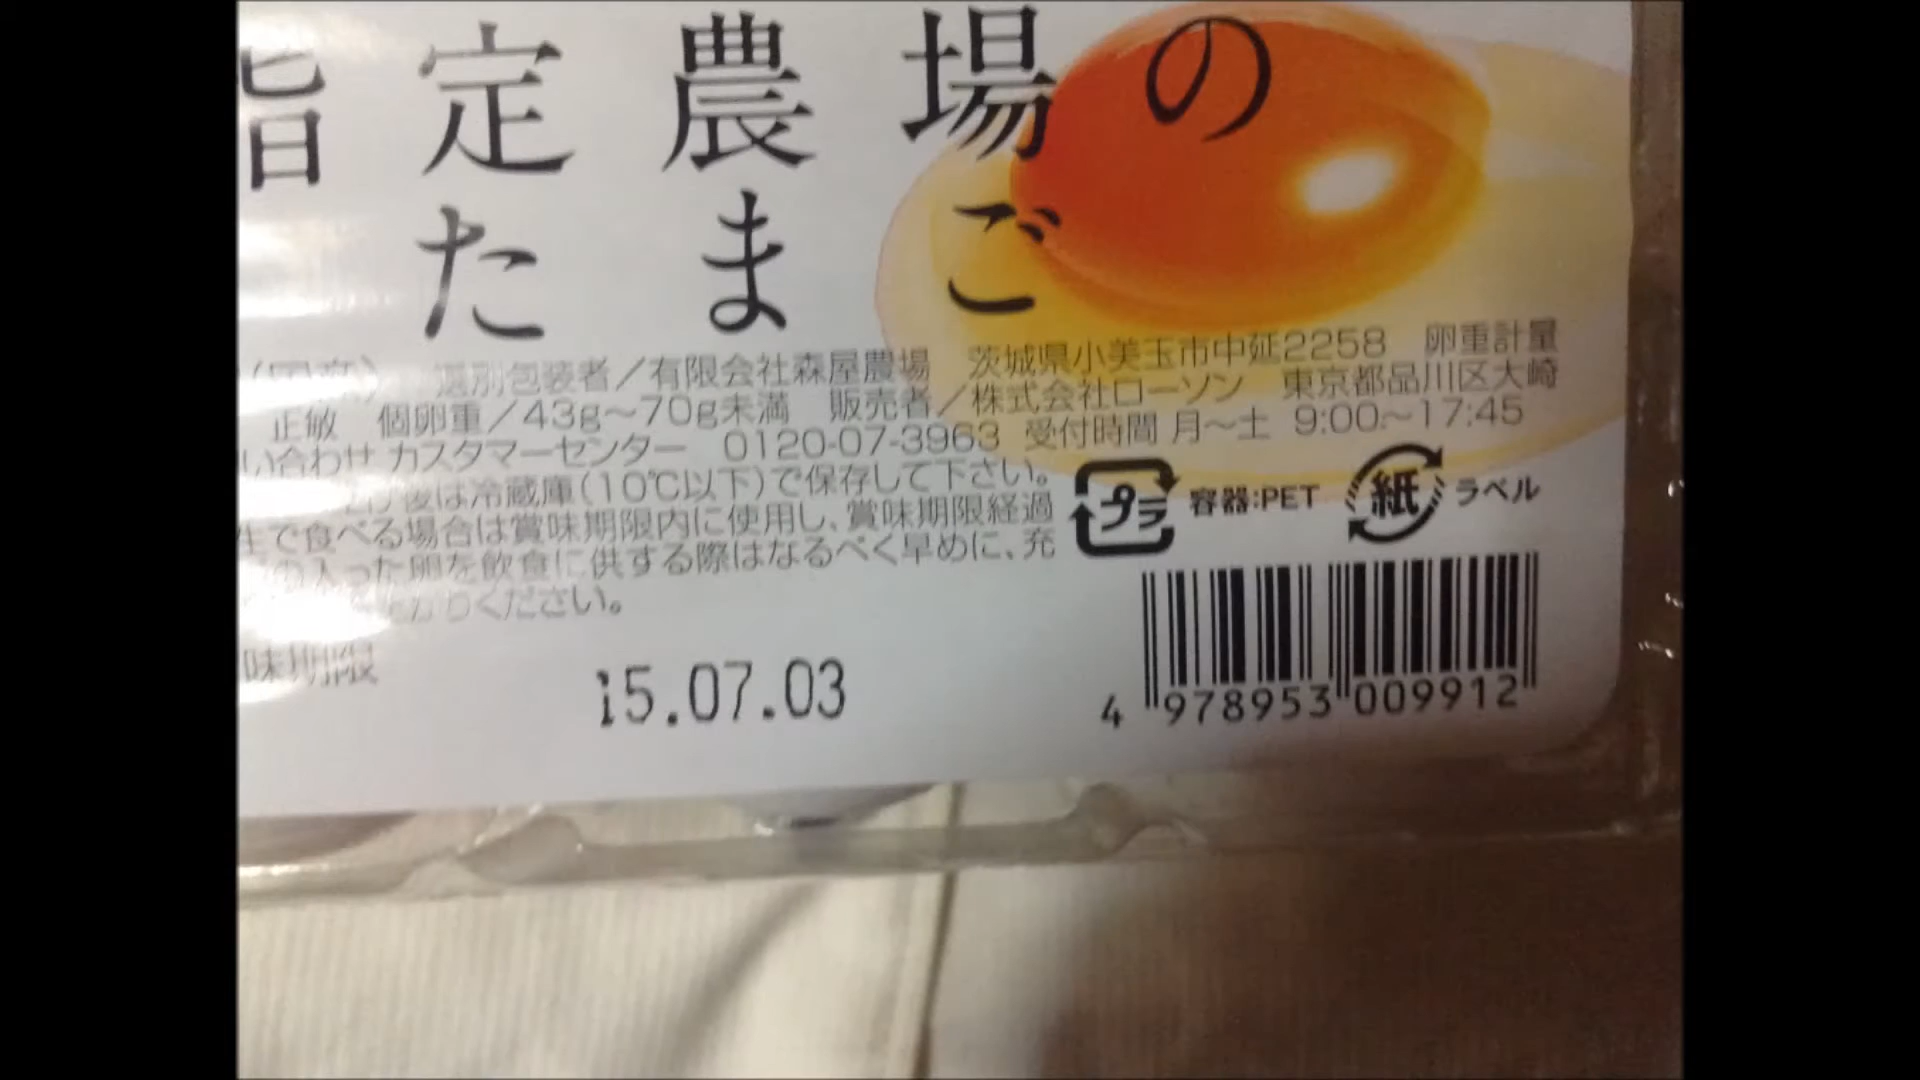 指定農場の
たまご
(国産) 選別包装者/有限会社森屋農場 茨城県小美玉市中延2258 卵重計量
正敏 個卵重/43g〜70g未満 販売者/株式会社ローソン 東京都品川区大崎
い合わせ カスタマーセンター 0120-07-3963 受付時間 月〜土 9:00〜17:45
後は冷蔵庫(10℃以下)で保存して下さい。
生で食べる場合は賞味期限内に使用し、賞味期限経過
の入った卵を飲食に供する際はなるべく早めに、充
ください。
プラ 容器:PET 紙 ラベル
味期限 15.07.03
4 978953 009912